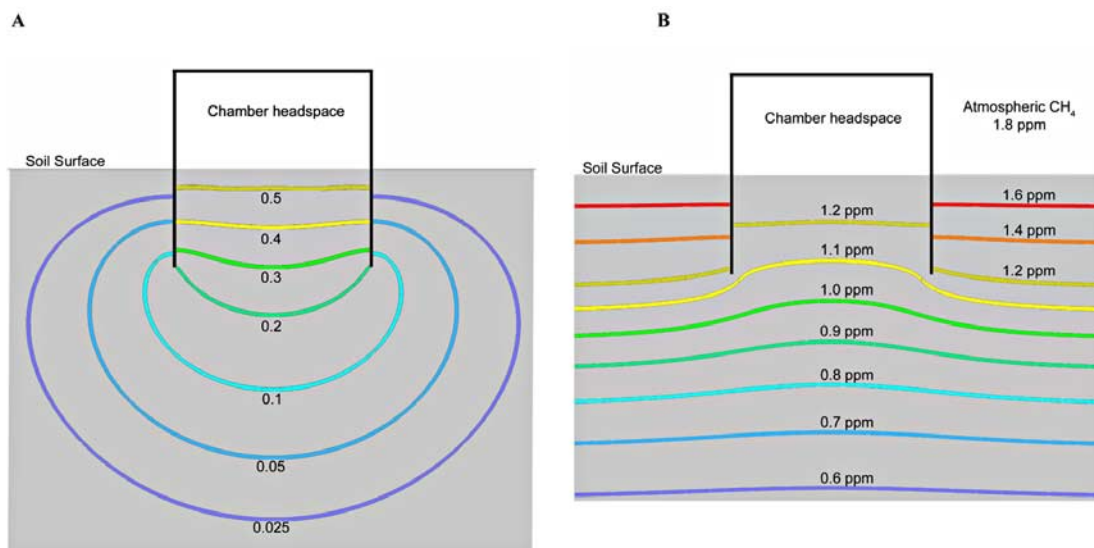 A
Chamber headspace
Soil Surface
0.5
0.4
0.3
0.2
0.1
0.05
0.025
B
Chamber headspace
Atmospheric CH₄
1.8 ppm
Soil Surface
1.6 ppm
1.2 ppm
1.4 ppm
1.1 ppm
1.2 ppm
1.0 ppm
0.9 ppm
0.8 ppm
0.7 ppm
0.6 ppm